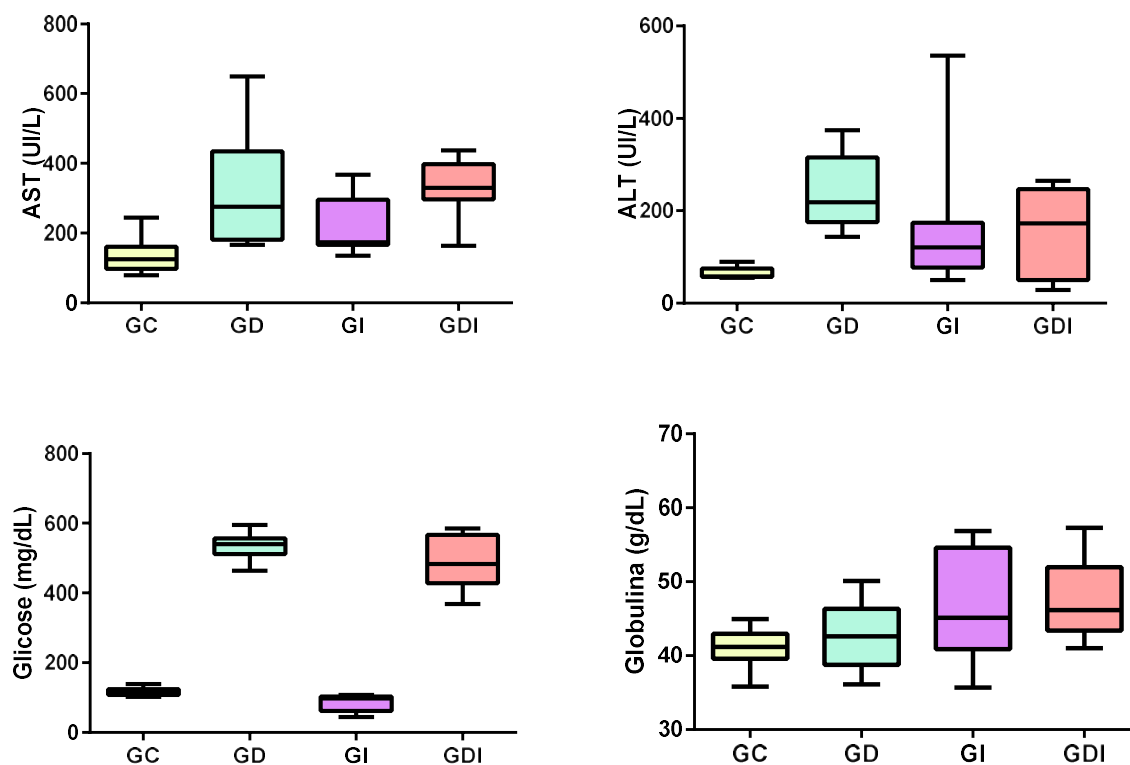 AST (UI/L)
800
600
400
200
0
GC GD GI GDI
ALT (UI/L)
600
400
200
0
GC GD GI GDI
Glicose (mg/dL)
800
600
400
200
0
GC GD GI GDI
Globulina (g/dL)
70
60
50
40
30
GC GD GI GDI